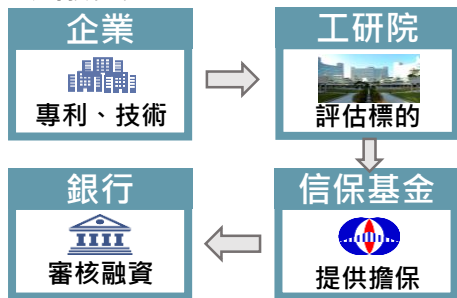 企業
專利、技術
工研院
評估標的
信保基金
提供擔保
銀行
審核融資